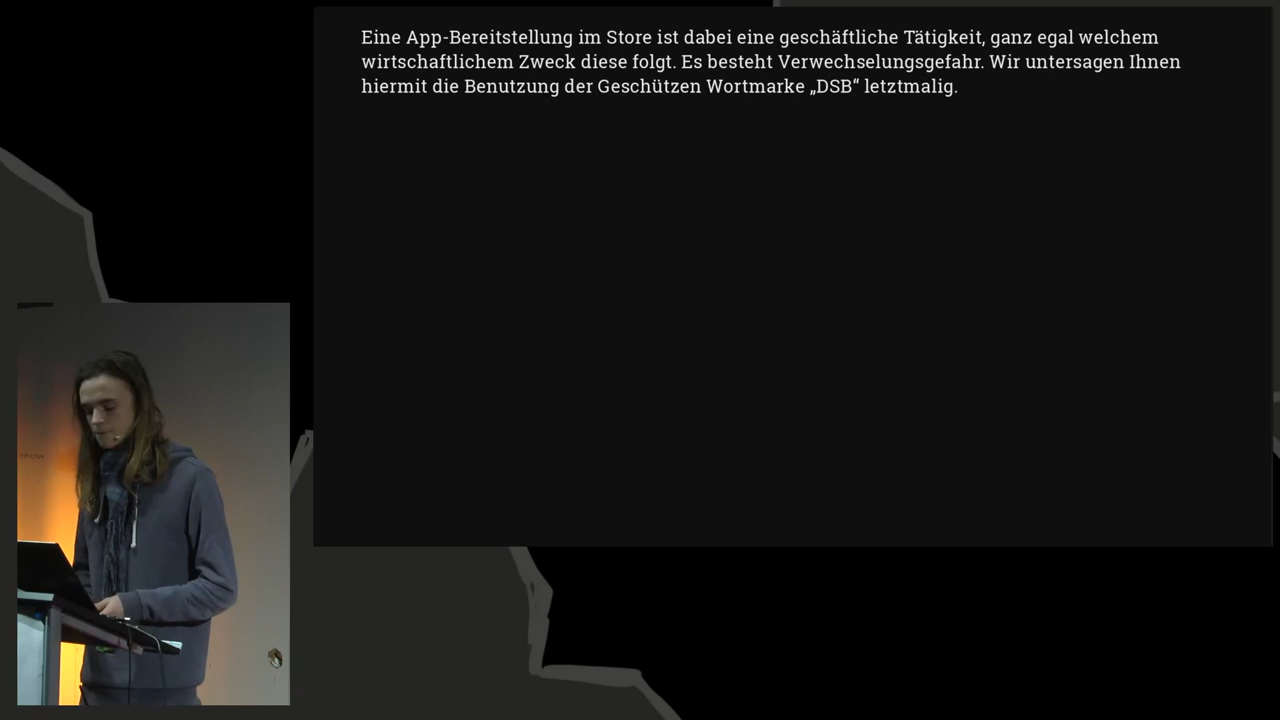 Eine App-Bereitstellung im Store ist dabei eine geschäftliche Tätigkeit, ganz egal welchem
wirtschaftlichem Zweck diese folgt. Es besteht Verwechselungsgefahr. Wir untersagen Ihnen
hiermit die Benutzung der Geschützen Wortmarke „DSB“ letztmalig.